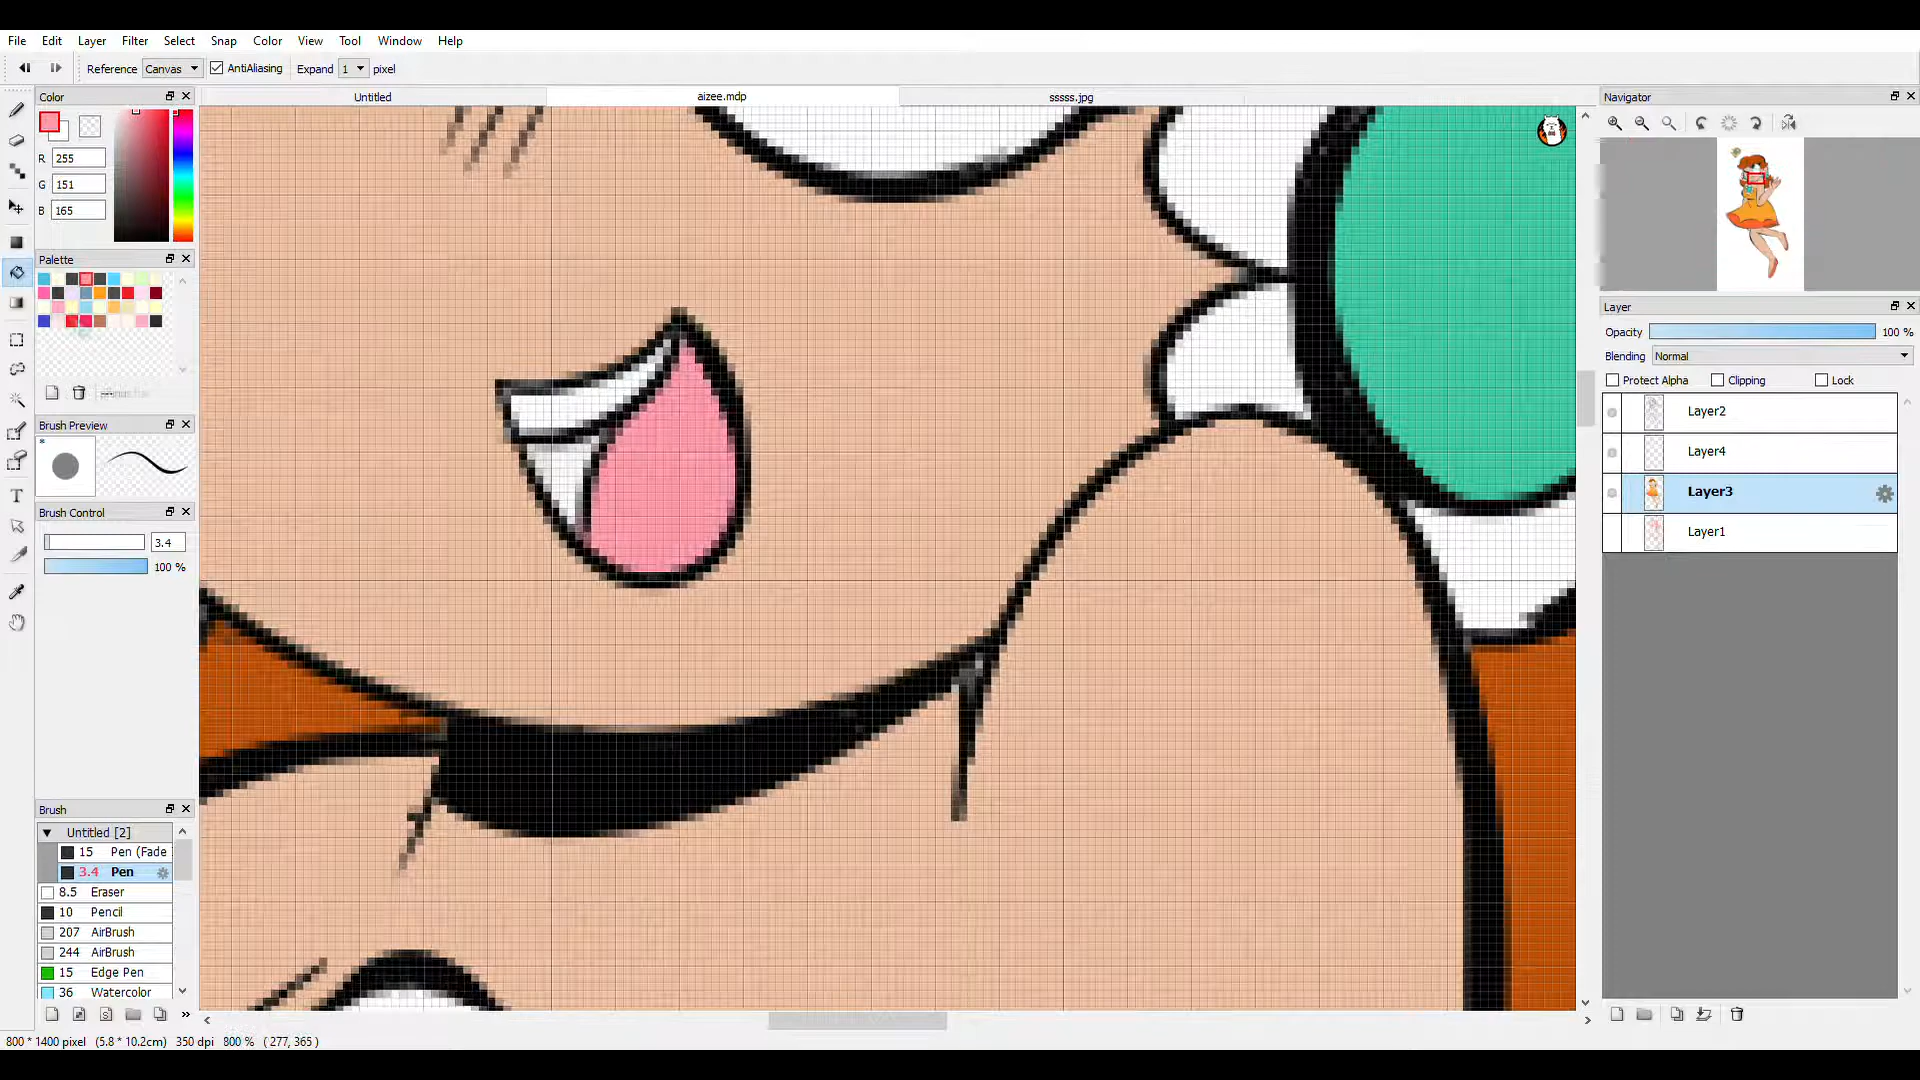 File Edit Layer Filter Select Snap Color View Tool Window Help
Reference Canvas AntiAliasing Expand 1 pixel
Color
Untitled aizee.mdp sssss.jpg
Navigator
R 255
G 151
B 165
Palette
Layer
Opacity 100 %
Blending Normal
Protect Alpha Clipping Lock
Layer2
Layer4
Layer3
Layer1
Brush Preview
Brush Control
3.4
100 %
Brush
Untitled [2]
15 Pen (Fade
3.4 Pen
8.5 Eraser
10 Pencil
207 AirBrush
244 AirBrush
15 Edge Pen
36 Watercolor
800 * 1400 pixel (5.8 * 10.2cm) 350 dpi 800 % ( 277, 365 )